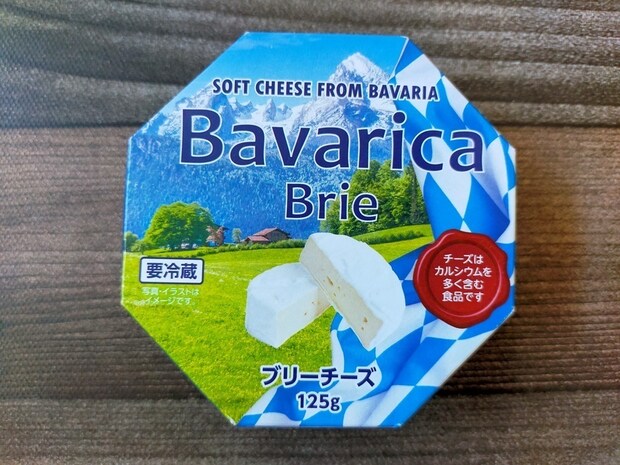 SOFT CHEESE FROM BAVARIA
Bavarica
Brie
要冷蔵
写真・イラストは
イメージです。
チーズは
カルシウムを
多く含む
食品です
ブリーチーズ
125g